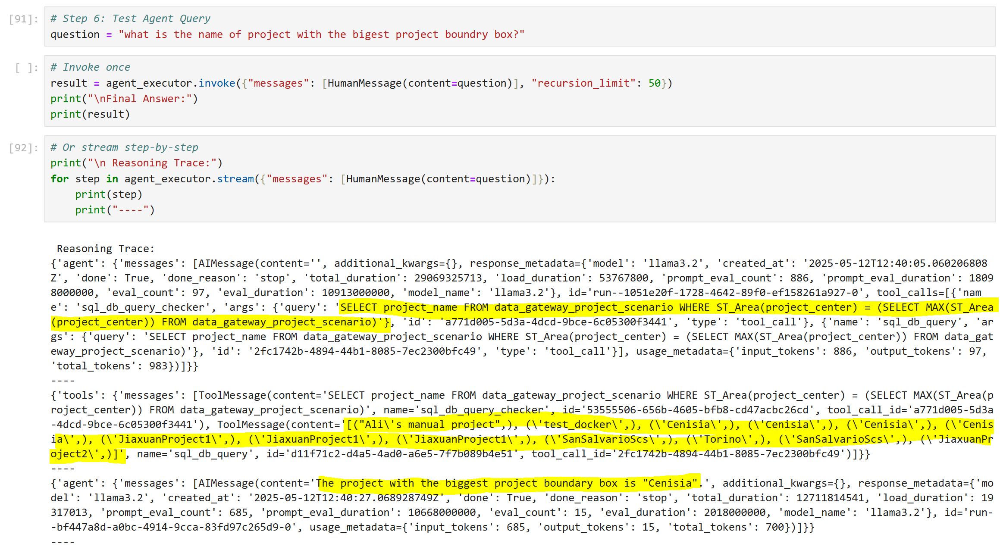 [91]: # Step 6: Test Agent Query
question = "what is the name of project with the bigest project boundry box?"
[ ]: # Invoke once
result = agent_executor.invoke({"messages": [HumanMessage(content=question)], "recursion_limit": 50})
print("\nFinal Answer:")
print(result)
[92]: # Or stream step-by-step
print("\n Reasoning Trace:")
for step in agent_executor.stream({"messages": [HumanMessage(content=question)]}):
    print(step)
    print("----")
Reasoning Trace:
{'agent': {'messages': [AIMessage(content='', additional_kwargs={}, response_metadata={'model': 'llama3.2', 'created_at': '2025-05-12T12:40:05.060206808
Z', 'done': True, 'done_reason': 'stop', 'total_duration': 29069325713, 'load_duration': 53767800, 'prompt_eval_count': 886, 'prompt_eval_duration': 1809
8000000, 'eval_count': 97, 'eval_duration': 10913000000, 'model_name': 'llama3.2'}, id='run--1051e20f-1728-4642-89f0-ef158261a927-0', tool_calls=[{'nam
e': 'sql_db_query_checker', 'args': {'query': 'SELECT project_name FROM data_gateway_project_scenario WHERE ST_Area(project_center) = (SELECT MAX(ST_Area
(project_center)) FROM data_gateway_project_scenario)'}, 'id': 'a771d005-5d3a-4dcd-9bce-6c05300f3441', 'type': 'tool_call'}, {'name': 'sql_db_query', 'ar
gs': {'query': 'SELECT project_name FROM data_gateway_project_scenario WHERE ST_Area(project_center) = (SELECT MAX(ST_Area(project_center)) FROM data_gat
eway_project_scenario)'}, 'id': '2fc1742b-4894-44b1-8085-7ec2300bfc49', 'type': 'tool_call'}], usage_metadata={'input_tokens': 886, 'output_tokens': 97,
'total_tokens': 983})]}}
----
{'tools': {'messages': [ToolMessage(content='SELECT project_name FROM data_gateway_project_scenario WHERE ST_Area(project_center) = (SELECT MAX(ST_Area(p
roject_center)) FROM data_gateway_project_scenario)', name='sql_db_query_checker', id='53555506-656b-4605-bfb8-cd47acbc26cd', tool_call_id='a771d005-5d3a
-4dcd-9bce-6c05300f3441'), ToolMessage(content='[("Ali\'s manual project",), (\'test_docker\',), (\'Cenisia\',), (\'Cenisia\',), (\'Cenisia\',), (\'Cenis
ia\',), (\'JiaxuanProject1\',), (\'JiaxuanProject1\',), (\'JiaxuanProject1\',), (\'SanSalvarioScs\',), (\'Torino\',), (\'SanSalvarioScs\',), (\'JiaxuanPr
oject2\',)]', name='sql_db_query', id='d11f71c2-d4a5-4ad0-a6e5-7f7b089b4e51', tool_call_id='2fc1742b-4894-44b1-8085-7ec2300bfc49')]}}
----
{'agent': {'messages': [AIMessage(content='The project with the biggest project boundary box is "Cenisia".', additional_kwargs={}, response_metadata={'mo
del': 'llama3.2', 'created_at': '2025-05-12T12:40:27.068928749Z', 'done': True, 'done_reason': 'stop', 'total_duration': 12711814541, 'load_duration': 19
317013, 'prompt_eval_count': 685, 'prompt_eval_duration': 10668000000, 'eval_count': 15, 'eval_duration': 2018000000, 'model_name': 'llama3.2'}, id='run-
-bf447a8d-a0bc-4914-9cca-83fd97c265d9-0', usage_metadata={'input_tokens': 685, 'output_tokens': 15, 'total_tokens': 700})]}}
----